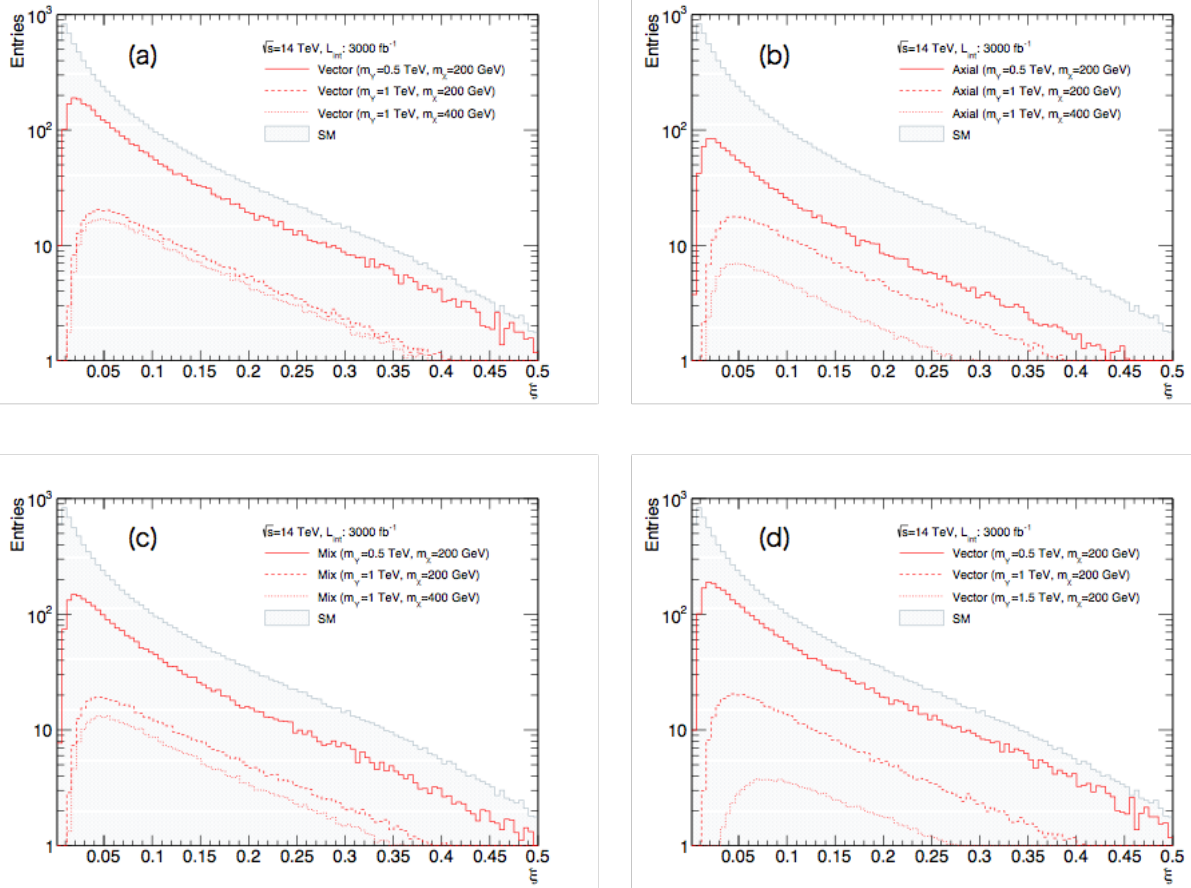 Entries
10³
10²
10
1
(a)
√s=14 TeV, L_int: 3000 fb⁻¹
Vector (m_Y=0.5 TeV, m_χ=200 GeV)
Vector (m_Y=1 TeV, m_χ=200 GeV)
Vector (m_Y=1 TeV, m_χ=400 GeV)
SM
0.05 0.1 0.15 0.2 0.25 0.3 0.35 0.4 0.45 0.5
ξ
Entries
10³
10²
10
1
(b)
√s=14 TeV, L_int: 3000 fb⁻¹
Axial (m_Y=0.5 TeV, m_χ=200 GeV)
Axial (m_Y=1 TeV, m_χ=200 GeV)
Axial (m_Y=1 TeV, m_χ=400 GeV)
SM
0.05 0.1 0.15 0.2 0.25 0.3 0.35 0.4 0.45 0.5
ξ
Entries
10³
10²
10
1
(c)
√s=14 TeV, L_int: 3000 fb⁻¹
Mix (m_Y=0.5 TeV, m_χ=200 GeV)
Mix (m_Y=1 TeV, m_χ=200 GeV)
Mix (m_Y=1 TeV, m_χ=400 GeV)
SM
0.05 0.1 0.15 0.2 0.25 0.3 0.35 0.4 0.45 0.5
ξ
Entries
10³
10²
10
1
(d)
√s=14 TeV, L_int: 3000 fb⁻¹
Vector (m_Y=0.5 TeV, m_χ=200 GeV)
Vector (m_Y=1 TeV, m_χ=200 GeV)
Vector (m_Y=1.5 TeV, m_χ=200 GeV)
SM
0.05 0.1 0.15 0.2 0.25 0.3 0.35 0.4 0.45 0.5
ξ